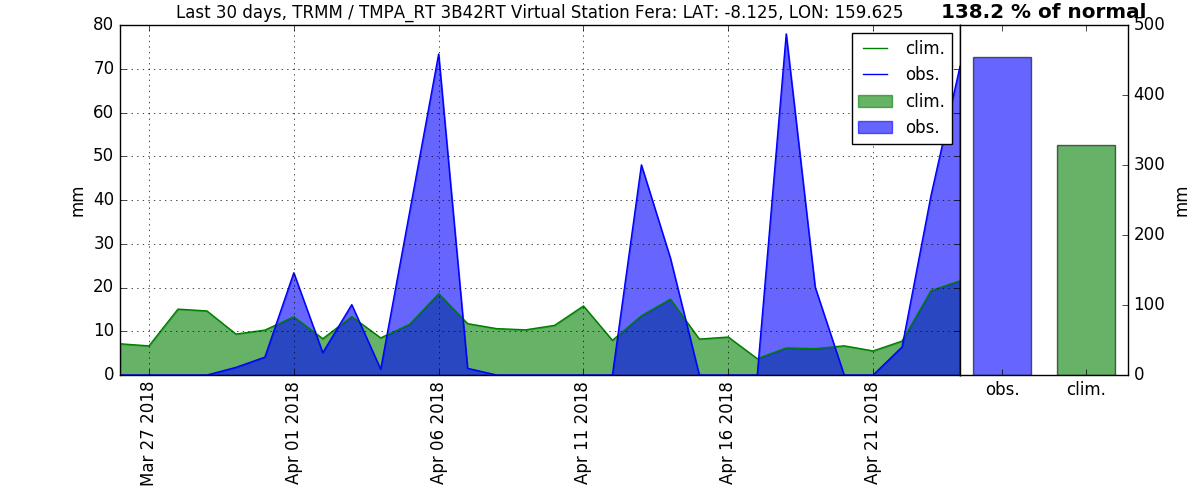 Last 30 days, TRMM / TMPA_RT 3B42RT Virtual Station Fera: LAT: -8.125, LON: 159.625
138.2 % of normal
80
70
60
50
40
30
20
10
0
mm
clim.
obs.
clim.
obs.
500
400
300
200
100
0
mm
Mar 27 2018
Apr 01 2018
Apr 06 2018
Apr 11 2018
Apr 16 2018
Apr 21 2018
obs.
clim.